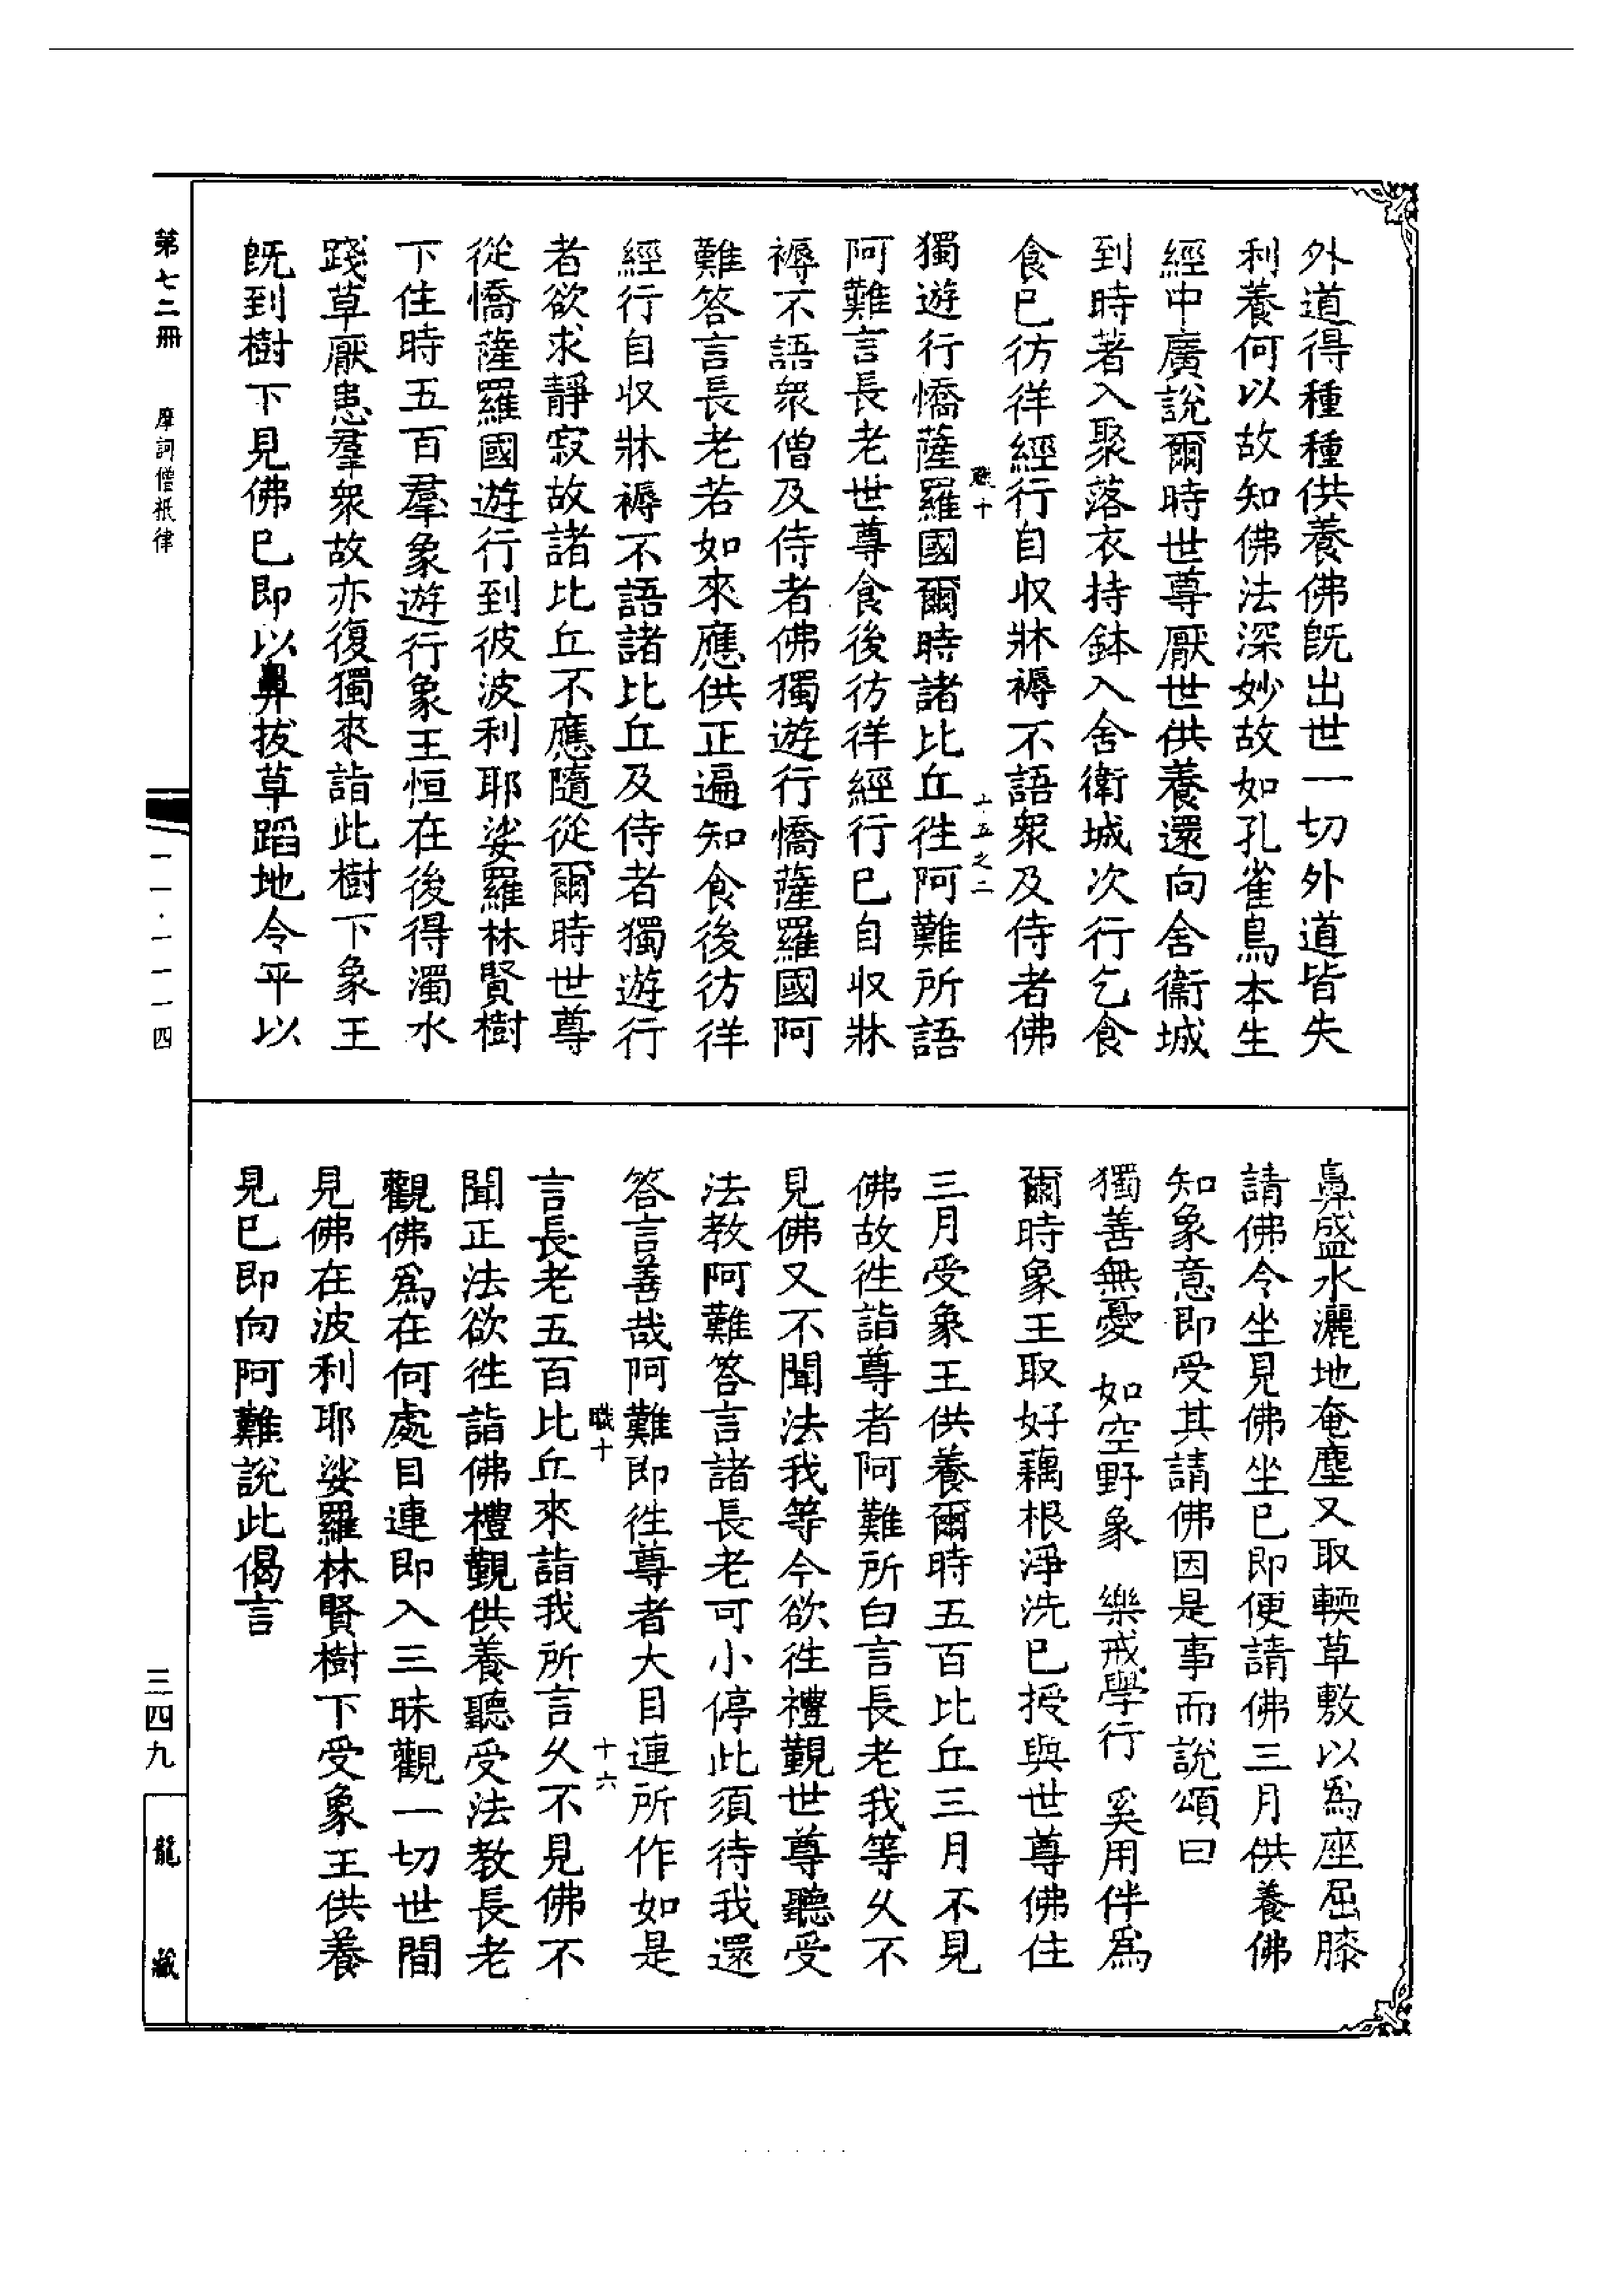 外道得種種供養佛旣出世一切外道皆失
利養何以故知佛法深妙故如孔雀鳥本生
經中廣說爾時世尊厭世供養還向舍衞城
到時著入聚落衣持鉢入舍衛城次行乞食
食已彷徉經行自収牀褥不語衆及侍者佛
職十
十五之二
獨遊行憍薩羅國爾時諸比丘徃阿難所語
阿難言長老世尊食後彷徉經行已自収牀
褥不語衆僧及侍者佛獨遊行憍薩羅國阿
難答言長老若如來應供正遍知食後彷徉
經行自収牀褥不語諸比丘及侍者獨遊行
者欲求靜寂故諸比丘不應隨從爾時世尊
從憍薩羅國遊行到彼波利耶娑羅林賢樹
下住時五百羣象遊行象王恒在後得濁水
踐草厭患羣衆故亦復獨來詣此樹下象王
旣到樹下見佛已即以鼻拔草蹈地令平以
鼻盛水灑地奄塵又取輭草敷以爲座屈膝
請佛令坐見佛坐已即便請佛三月供養佛
知象意即受其請佛因是事而說頌曰
獨善無憂 如空野象 樂戒學行 奚用伴爲
爾時象王取好藕根淨洗已授與世尊佛住
三月受象王供養爾時五百比丘三月不見
佛故徃詣尊者阿難所白言長老我等乆不
見佛又不聞法我等今欲徃禮覲世尊聽受
法教阿難答言諸長老可小停此須待我還
答言善哉阿難即徃尊者大目連所作如是
職十
十六
言長老五百比丘來詣我所言乆不見佛不
聞正法欲徃詣佛禮覲供養聽受法教長老
觀佛爲在何處目連即入三昧觀一切世間
見佛在波利耶娑羅林賢樹下受象王供養
見已即向阿難說此偈言
第七二冊
摩訶僧祇律
一一·一一一四
三四九
龍藏